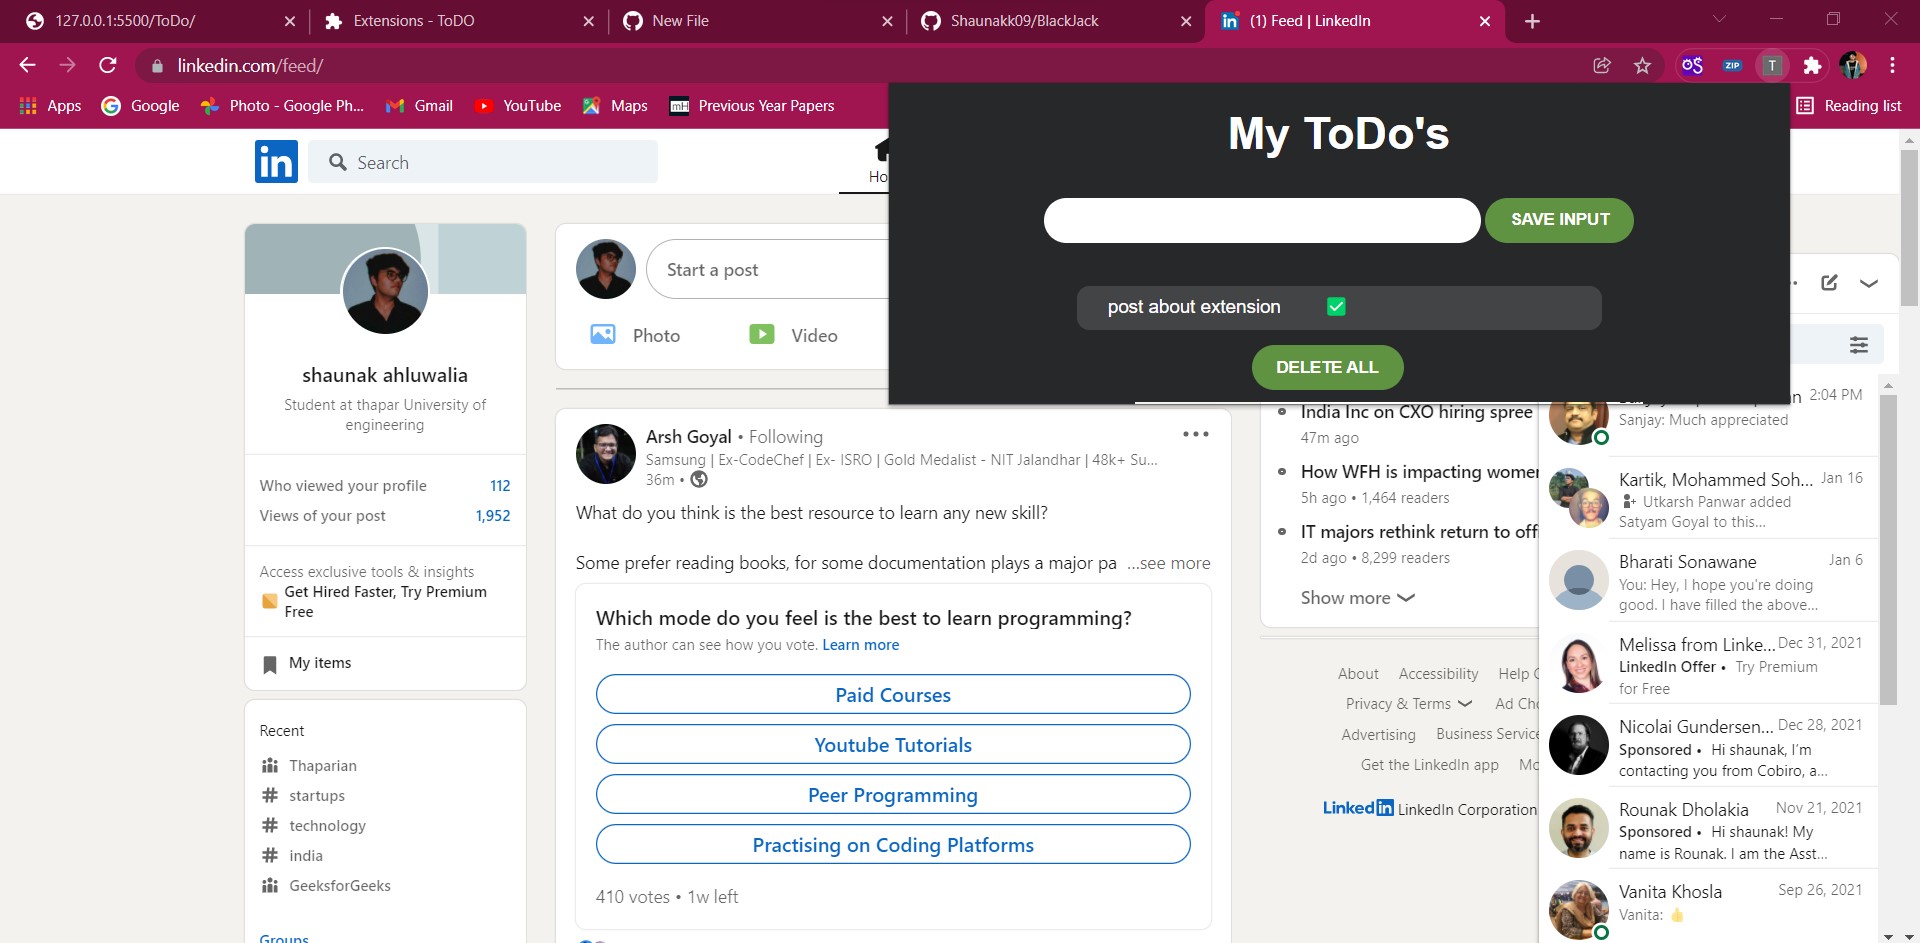 127.0.0.1:5500/ToDo/
Extensions - ToDO
New File
Shaunakk09/BlackJack
(1) Feed | LinkedIn
linkedin.com/feed/
ZIP
T
Apps
Google
Photo - Google Ph...
Gmail
YouTube
Maps
mH
Previous Year Papers
Reading list
in
Search
Ho
My ToDo's
SAVE INPUT
post about extension
DELETE ALL
shaunak ahluwalia
Student at thapar University of
engineering
Who viewed your profile 112
Views of your post 1,952
Access exclusive tools & insights
Get Hired Faster, Try Premium
Free
My items
Recent
Thaparian
# startups
# technology
# india
GeeksforGeeks
Groups
Start a post
Photo
Video
Arsh Goyal • Following
Samsung | Ex-CodeChef | Ex- ISRO | Gold Medalist - NIT Jalandhar | 48k+ Su...
36m •
What do you think is the best resource to learn any new skill?
Some prefer reading books, for some documentation plays a major pa ...see more
Which mode do you feel is the best to learn programming?
The author can see how you vote. Learn more
Paid Courses
Youtube Tutorials
Peer Programming
Practising on Coding Platforms
410 votes • 1w left
India Inc on CXO hiring spree
47m ago
How WFH is impacting women
5h ago • 1,464 readers
IT majors rethink return to off
2d ago • 8,299 readers
Show more
About Accessibility Help C
Privacy & Terms Ad Cho
Advertising Business Service
Get the LinkedIn app Mo
Linked in LinkedIn Corporation
n 2:04 PM
Sanjay: Much appreciated
Kartik, Mohammed Soh... Jan 16
Utkarsh Panwar added
Satyam Goyal to this...
Bharati Sonawane Jan 6
You: Hey, I hope you're doing
good. I have filled the above...
Melissa from Linke... Dec 31, 2021
LinkedIn Offer • Try Premium
for Free
Nicolai Gundersen... Dec 28, 2021
Sponsored • Hi shaunak, I'm
contacting you from Cobiro, a...
Rounak Dholakia Nov 21, 2021
Sponsored • Hi shaunak! My
name is Rounak. I am the Asst...
Vanita Khosla Sep 26, 2021
Vanita: 👍